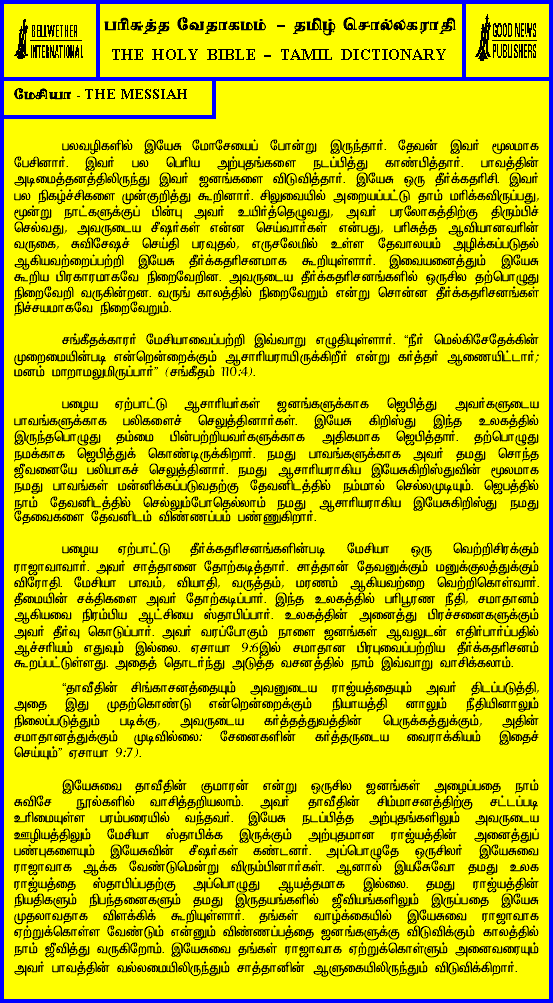 BELLWETHER
INTERNATIONAL
பரிசுத்த வேதாகமம் – தமிழ் சொல்லகராதி
THE HOLY BIBLE – TAMIL DICTIONARY
GOOD NEWS
PUBLISHERS
மேசியா - THE MESSIAH
பலவழிகளில் இயேசு மோசேயைப் போன்று இருந்தார். தேவன் இவர் மூலமாக
பேசினார். இவர் பல பெரிய அற்புதங்களை நடப்பித்து காண்பித்தார். பாவத்தின்
அடிமைத்தனத்திலிருந்து இவர் ஜனங்களை விடுவித்தார். இயேசு ஒரு தீர்க்கதரிசி. இவர்
பல நிகழ்ச்சிகளை முன்குறித்து கூறினார். சிலுவையில் அறையப்பட்டு தாம் மரிக்கவிருப்பது,
மூன்று நாட்களுக்குப் பின்பு அவர் உயிர்த்தெழுவது, அவர் பரலோகத்திற்கு திரும்பிச்
செல்வது, அவருடைய சீஷர்கள் என்ன செய்வார்கள் என்பது, பரிசுத்த ஆவியானவரின்
வருகை, சுவிசேஷச் செய்தி பரவுதல், எருசலேமில் உள்ள தேவாலயம் அழிக்கப்படுதல்
ஆகியவற்றைப்பற்றி இயேசு தீர்க்கதரிசனமாக கூறியுள்ளார். இவையனைத்தும் இயேசு
கூறிய பிரகாரமாகவே நிறைவேறின. அவருடைய தீர்க்கதரிசனங்களில் ஒருசில தற்பொழுது
நிறைவேறி வருகின்றன. வருங் காலத்தில் நிறைவேறும் என்று சொன்ன தீர்க்கதரிசனங்கள்
நிச்சயமாகவே நிறைவேறும்.
சங்கீதக்காரர் மேசியாவைப்பற்றி இவ்வாறு எழுதியுள்ளார். “நீர் மெல்கிசேதேக்கின்
முறைமையின்படி என்றென்றைக்கும் ஆசாரியராயிருக்கிறீர் என்று கர்த்தர் ஆணையிட்டார்;
மனம் மாறாமலுமிருப்பார்” (சங்கீதம் 110:4).
பழைய ஏற்பாட்டு ஆசாரியர்கள் ஜனங்களுக்காக ஜெபித்து அவர்களுடைய
பாவங்களுக்காக பலிகளைச் செலுத்தினார்கள். இயேசு கிறிஸ்து இந்த உலகத்தில்
இருந்தபொழுது தம்மை பின்பற்றியவர்களுக்காக அதிகமாக ஜெபித்தார். தற்பொழுது
நமக்காக ஜெபித்துக் கொண்டிருக்கிறார். நமது பாவங்களுக்காக அவர் தமது சொந்த
ஜீவனையே பலியாகச் செலுத்தினார். நமது ஆசாரியராகிய இயேசுகிறிஸ்துவின் மூலமாக
நமது பாவங்கள் மன்னிக்கப்படுவதற்கு தேவனிடத்தில் நம்மால் செல்லமுடியும். ஜெபத்தில்
நாம் தேவனிடத்தில் செல்லும்போதெல்லாம் நமது ஆசாரியராகிய இயேசுகிறிஸ்து நமது
தேவைகளை தேவனிடம் விண்ணப்பம் பண்ணுகிறார்.
பழைய ஏற்பாட்டு தீர்க்கதரிசனங்களின்படி மேசியா ஒரு வெற்றிசிரக்கும்
ராஜாவாவார். அவர் சாத்தானை தோற்கடித்தார். சாத்தான் தேவனுக்கும் மனுக்குலத்துக்கும்
விரோதி. மேசியா பாவம், வியாதி, வருத்தம், மரணம் ஆகியவற்றை வெற்றிகொள்வார்.
தீமையின் சக்திகளை அவர் தோற்கடிப்பார். இந்த உலகத்தில் பரிபூரண நீதி, சமாதானம்
ஆகியவை நிரம்பிய ஆட்சியை ஸ்தாபிப்பார். உலகத்தின் அனைத்து பிரச்சனைகளுக்கும்
அவர் தீர்வு கொடுப்பார். அவர் வரப்போகும் நாளை ஜனங்கள் ஆவலுடன் எதிர்பார்ப்பதில்
ஆச்சரியம் எதுவும் இல்லை. ஏசாயா 9:6இல் சமாதான பிரபுவைப்பற்றிய தீர்க்கதரிசனம்
கூறப்பட்டுள்ளது. அதைத் தொடர்ந்து அடுத்த வசனத்தில் நாம் இவ்வாறு வாசிக்கலாம்.
“தாவீதின் சிங்காசனத்தையும் அவனுடைய ராஜ்யத்தையும் அவர் திடப்படுத்தி,
அதை இது முதற்கொண்டு என்றென்றைக்கும் நியாயத்தி னாலும் நீதியினாலும்
நிலைப்படுத்தும் படிக்கு, அவருடைய கர்த்தத்துவத்தின் பெருக்கத்துக்கும், அதின்
சமாதானத்துக்கும் முடிவில்லை: சேனைகளின் கர்த்தருடைய வைராக்கியம் இதைச்
செய்யும்” ஏசாயா 9:7).
இயேசுவை தாவீதின் குமாரன் என்று ஒருசில ஜனங்கள் அழைப்பதை நாம்
சுவிசே நூல்களில் வாசித்தறியலாம். அவர் தாவீதின் சிம்மாசனத்திற்கு சட்டப்படி
உரிமையுள்ள பரம்பரையில் வந்தவர். இயேசு நடப்பித்த அற்புதங்களிலும் அவருடைய
ஊழியத்திலும் மேசியா ஸ்தாபிக்க இருக்கும் அற்புதமான ராஜ்யத்தின் அனைத்துப்
பண்புகளையும் இயேசுவின் சீஷர்கள் கண்டனர். அப்பொழுதே ஒருசிலர் இயேசுவை
ராஜாவாக ஆக்க வேண்டுமென்று விரும்பினார்கள். ஆனால் இயசேுவோ தமது உலக
ராஜ்யத்தை ஸ்தாபிப்பதற்கு அப்பொழுது ஆயத்தமாக இல்லை. தமது ராஜ்யத்தின்
நியதிகளும் நிபந்தனைகளும் தமது இருதயங்களில் ஜீவியங்களிலும் இருப்பதை இயேசு
முதலாவதாக விளக்கிக் கூறியுள்ளார். தங்கள் வாழ்க்கையில் இயேசுவை ராஜாவாக
ஏற்றுக்கொள்ள வேண்டும் என்னும் விண்ணப்பத்தை ஜனங்களுக்கு விடுவிக்கும் காலத்தில்
நாம் ஜீவித்து வருகிறோம். இயேசுவை தங்கள் ராஜாவாக ஏற்றுக்கொள்ளும் அனைவரையும்
அவர் பாவத்தின் வல்லமையிலிருந்தும் சாத்தானின் ஆளுகையிலிருந்தும் விடுவிக்கிறார்.